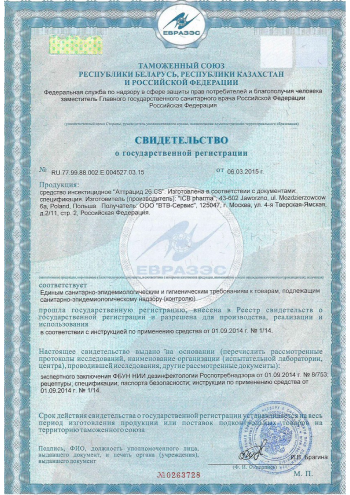 ЕВРАЗЭС
ТАМОЖЕННЫЙ СОЮЗ
РЕСПУБЛИКИ БЕЛАРУСЬ, РЕСПУБЛИКИ КАЗАХСТАН
И РОССИЙСКОЙ ФЕДЕРАЦИИ
Федеральная служба по надзору в сфере защиты прав потребителей и благополучия человека
заместитель Главного государственного санитарного врача Российской Федерации
Российская Федерация
СВИДЕТЕЛЬСТВО
о государственной регистрации
№ RU.77.99.88.002.Е.004527.03.15 от 06.03.2015 г.
Продукция:
средство инсектицидное "Аттрацид 26 CS". Изготовлена в соответствии с документами:
спецификация. Изготовитель (производитель): "ICB pharma", 43-602 Jaworzno, ul. Mozdzierzowcow
6a, Poland, Польша. Получатель: ООО "ВТВ-Сервис", 125047, г. Москва, ул. 4-я Тверская-Ямская,
д.2/11, стр. 2, Российская Федерация.
ЕВРАЗЭС
соответствует
Единым санитарно-эпидемиологическим и гигиеническим требованиям к товарам, подлежащим
санитарно-эпидемиологическому надзору (контролю)
прошла государственную регистрацию, внесена в Реестр свидетельств о
государственной регистрации и разрешена для производства, реализации и
использования
в соответствии с инструкцией по применению средства от 01.09.2014 г. № 1/14.
Настоящее свидетельство выдано на основании (перечислить рассмотренные
протоколы исследований, наименование организации (испытательной лаборатории,
центра), проводившей исследования, другие рассмотренные документы):
экспертного заключения ФБУН НИИ дезинфектологии Роспотребнадзора от 01.09.2014 г. № 8/753;
рецептуры; спецификации; паспорта безопасности; инструкции по применению средства от
01.09.2014 г. № 1/14.
Срок действия свидетельства о государственной регистрации устанавливается на весь
период изготовления продукции или поставок подконтрольных товаров на
территорию таможенного союза
Подпись, ФИО, должность уполномоченного лица,
выдавшего документ, и печать органа (учреждения),
выдавшего документ
И.В. Брагина
(Ф. И. О./подпись)
№0263728
М. П.